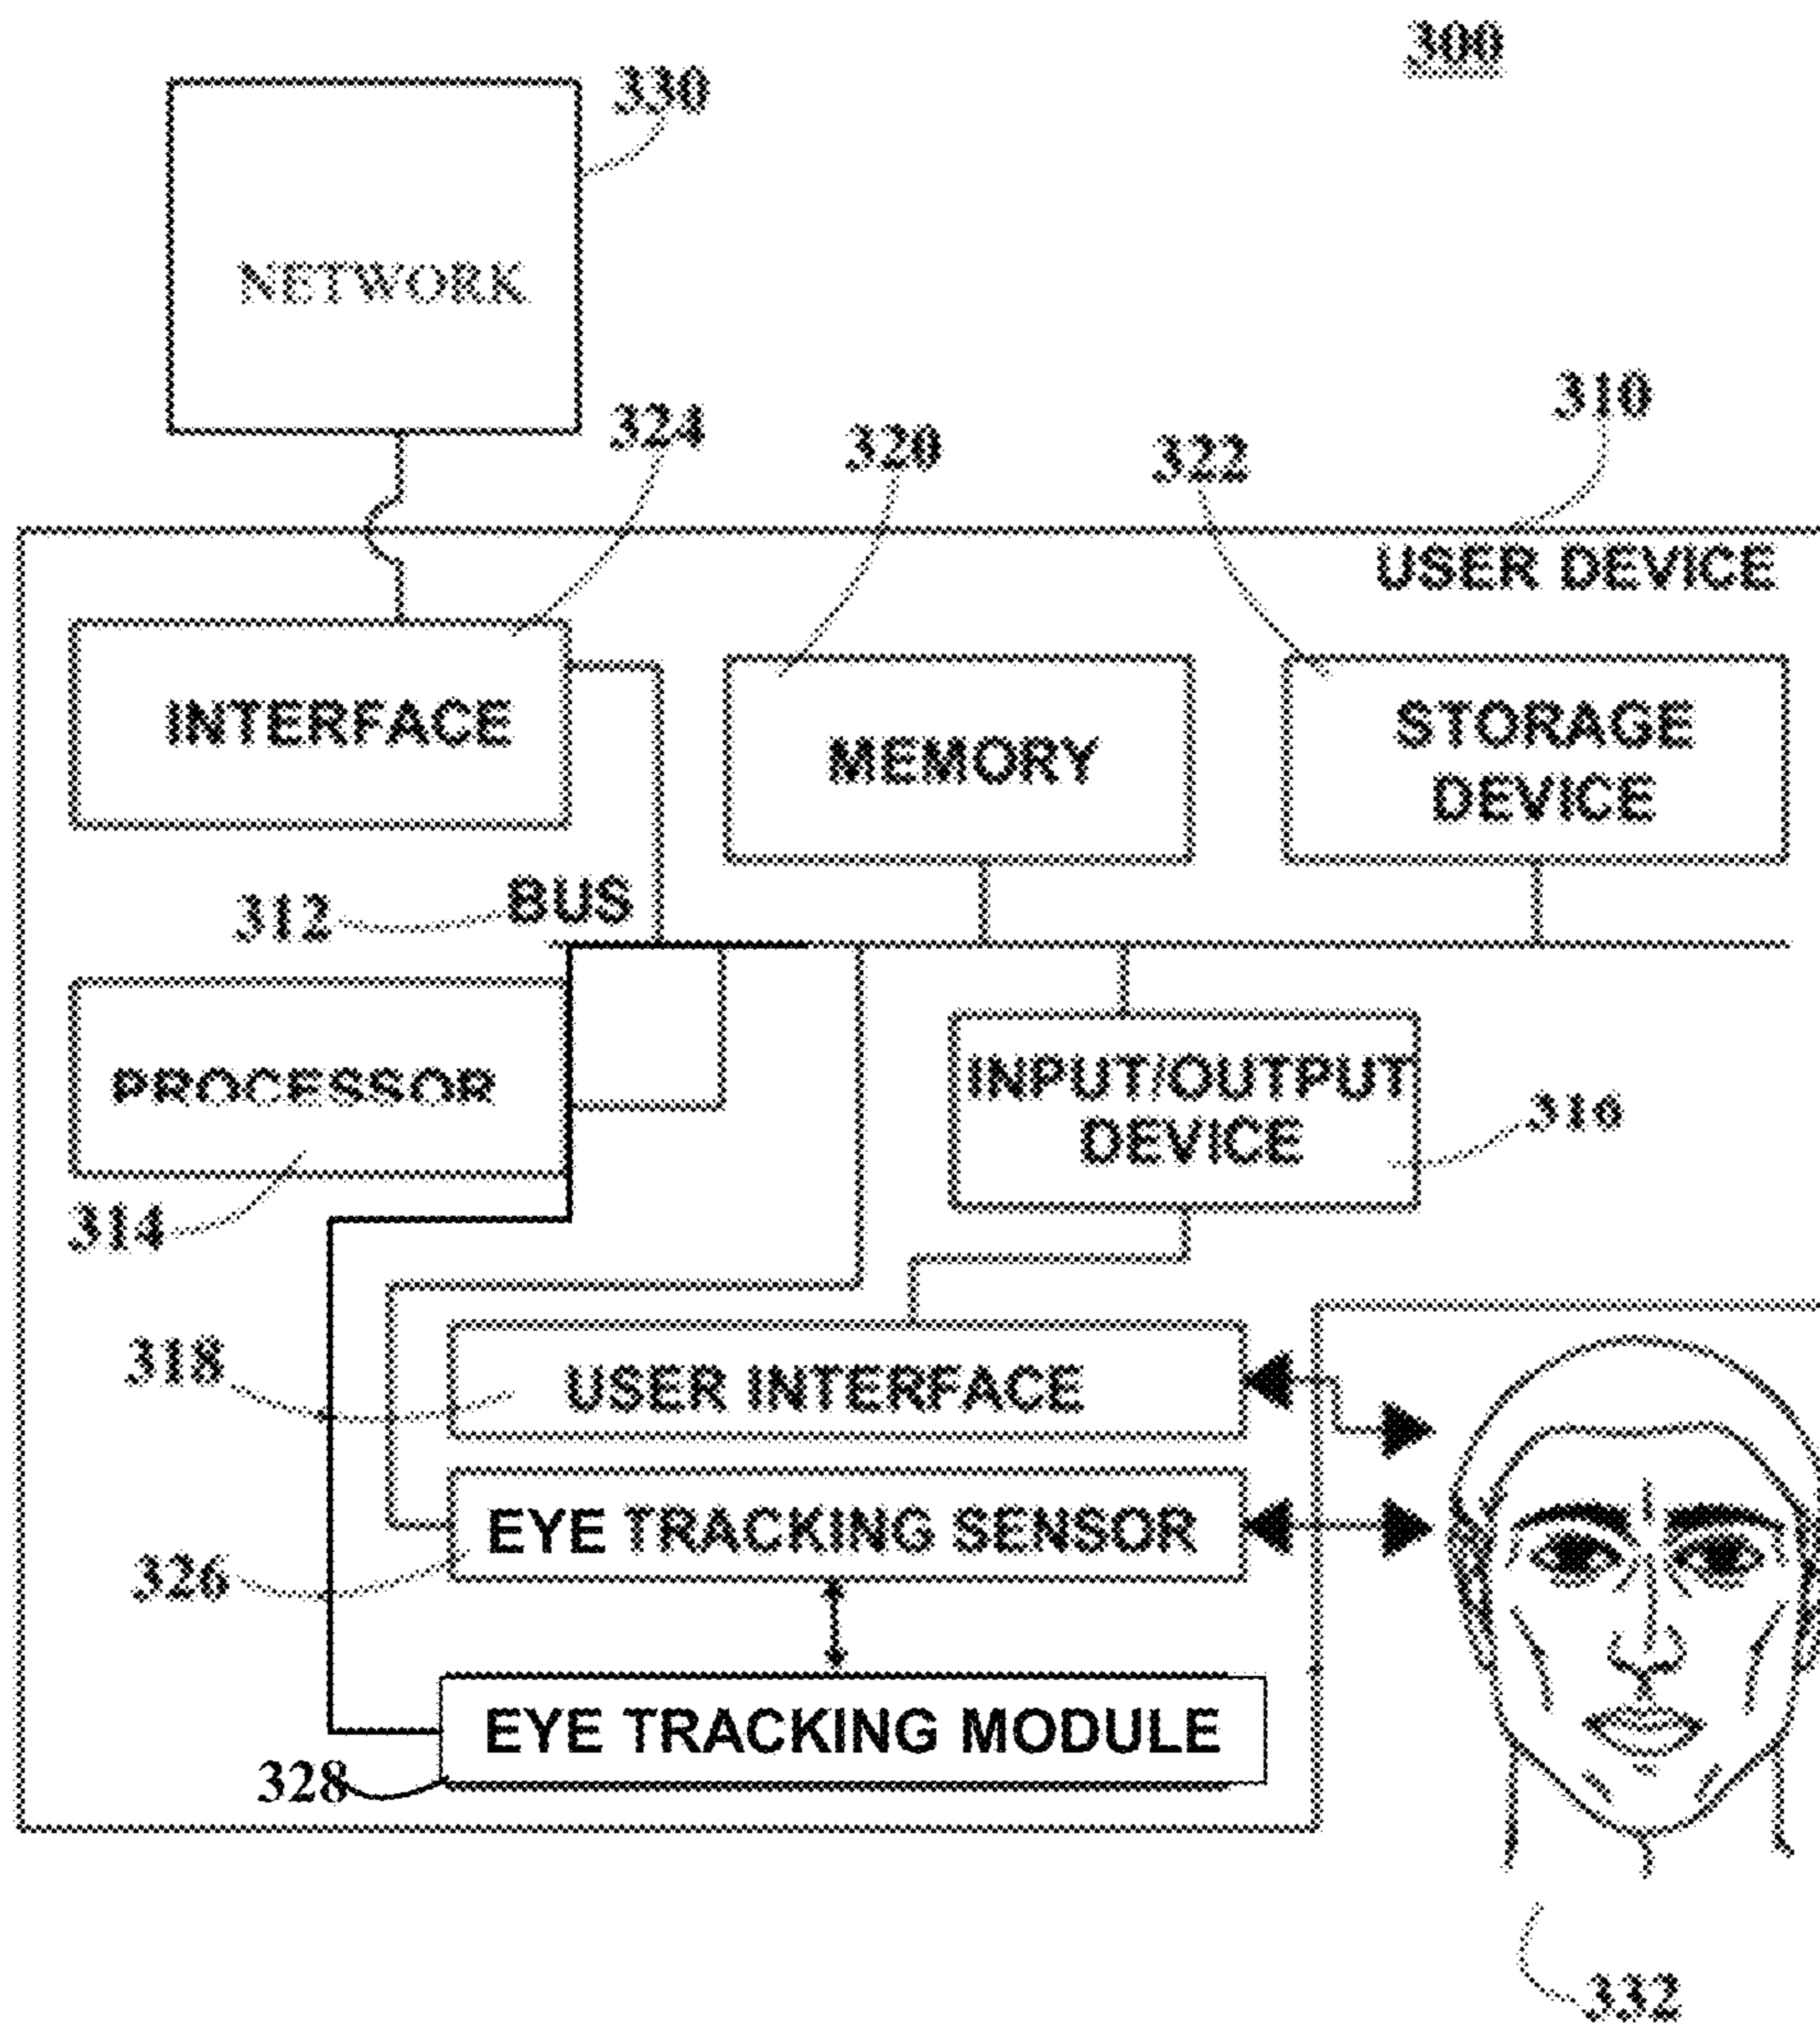 300
330
NETWORK
310
324
320
322
USER DEVICE
INTERFACE
MEMORY
STORAGE
DEVICE
312
BUS
PROCESSOR
INPUT/OUTPUT
DEVICE
316
314
318
USER INTERFACE
EYE TRACKING SENSOR
326
EYE TRACKING MODULE
328
332